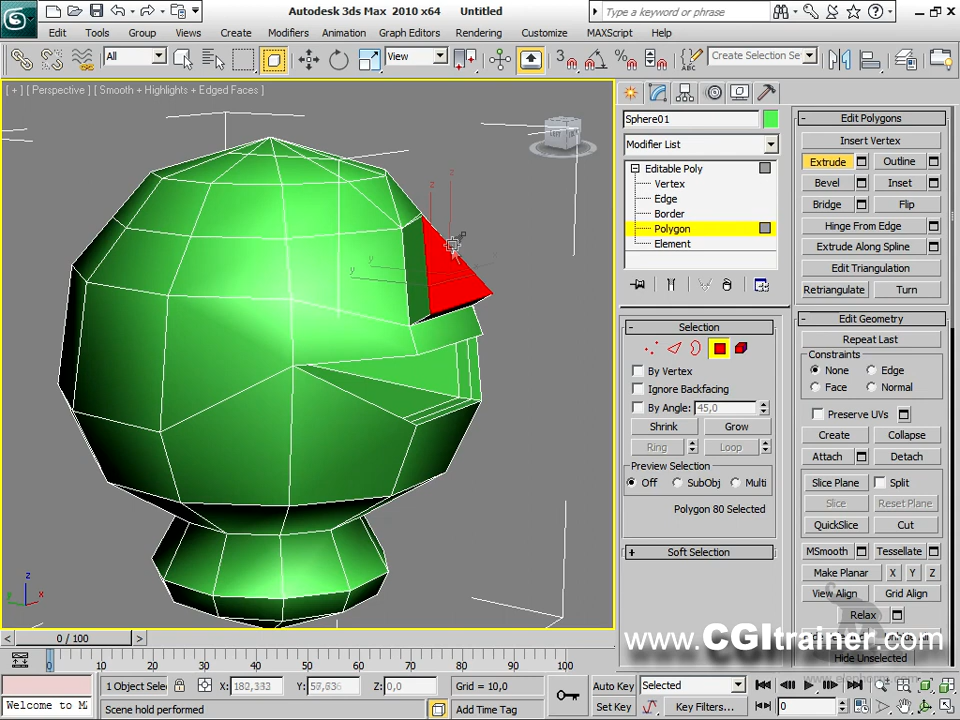 Autodesk 3ds Max 2010 x64 Untitled
Type a keyword or phrase
Edit Tools Group Views Create Modifiers Animation Graph Editors Rendering Customize MAXScript Help
All
View
3
Create Selection Se
[ + ] [ Perspective ] [ Smooth + Highlights + Edged Faces ]
Sphere01
Modifier List
Editable Poly
Vertex
Edge
Border
Polygon
Element
Selection
By Vertex
Ignore Backfacing
By Angle: 45,0
Shrink Grow
Ring Loop
Preview Selection
Off SubObj Multi
Polygon 80 Selected
Soft Selection
Edit Polygons
Insert Vertex
Extrude Outline
Bevel Inset
Bridge Flip
Hinge From Edge
Extrude Along Spline
Edit Triangulation
Retriangulate Turn
Edit Geometry
Repeat Last
Constraints
None Edge
Face Normal
Preserve UVs
Create Collapse
Attach Detach
Slice Plane Split
Slice Reset Plane
QuickSlice Cut
MSmooth Tessellate
Make Planar X Y Z
View Align Grid Align
Relax
www.CGItrainer.com
Hide Unselected
z z
y y
z
y x
0 / 100
0 10 20 30 40 50 60 70 80 90 100
1 Object Sele X: 182,353 Y: 57,635 Z: 0,0 Grid = 10,0
Auto Key Selected
Welcome to M
Scene hold performed
Add Time Tag
Set Key Key Filters... 0